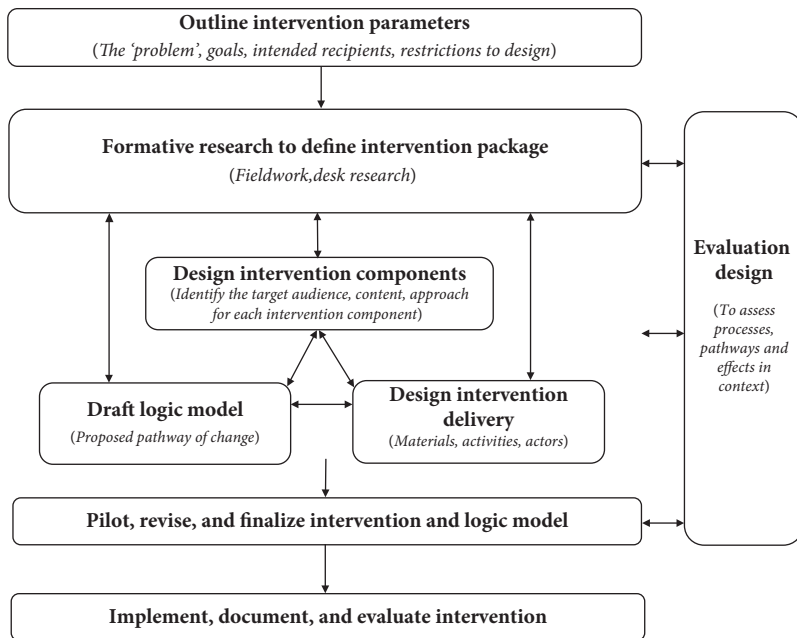 Outline intervention parameters
(The ‘problem’, goals, intended recipients, restrictions to design)
Formative research to define intervention package
(Fieldwork,desk research)
Design intervention components
(Identify the target audience, content, approach
for each intervention component)
Draft logic model
(Proposed pathway of change)
Design intervention
delivery
(Materials, activities, actors)
Evaluation
design
(To assess
processes,
pathways and
effects in
context)
Pilot, revise, and finalize intervention and logic model
Implement, document, and evaluate intervention